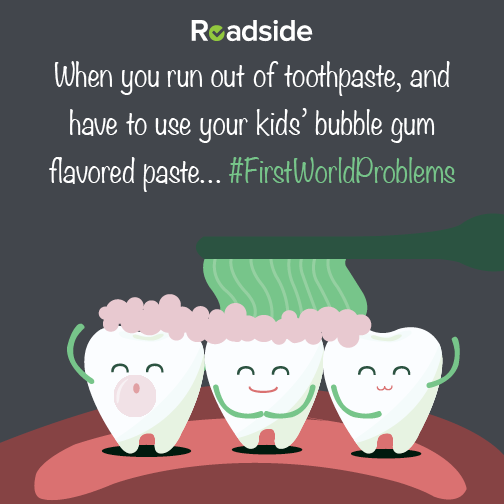 Roadside
When you run out of toothpaste, and
have to use your kids' bubble gum
flavored paste... #FirstWorldProblems